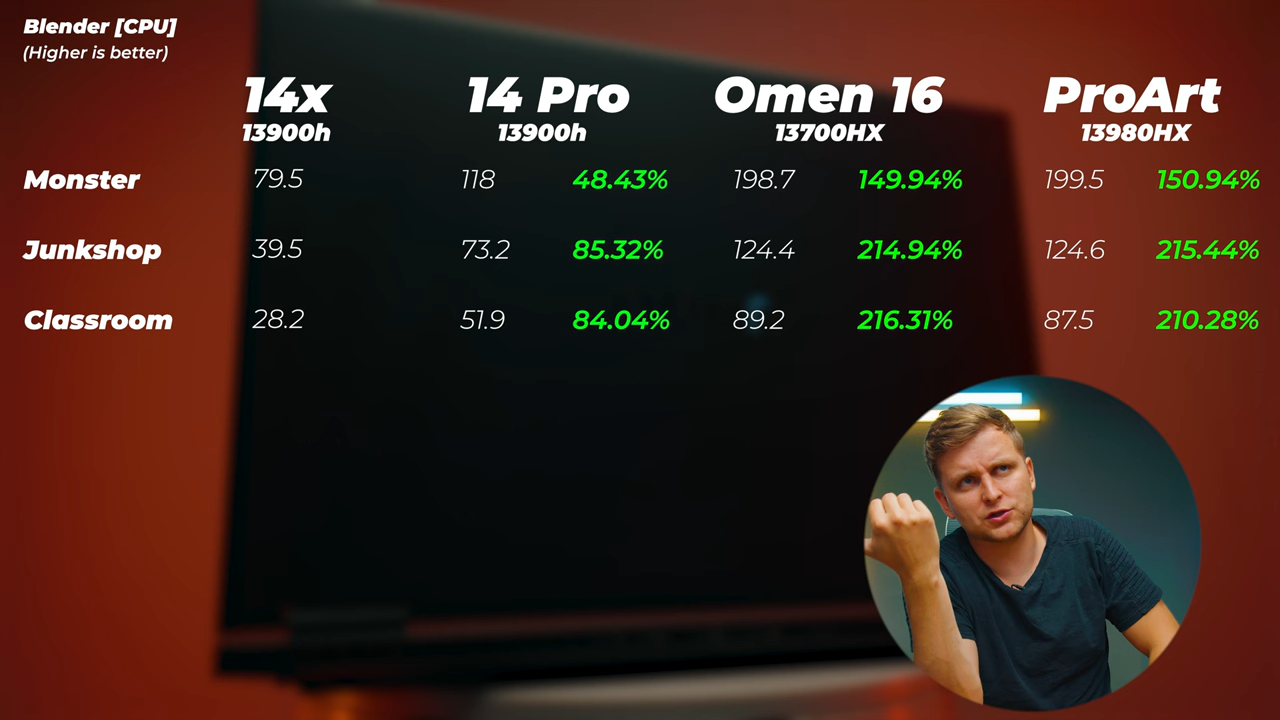 Blender [CPU]
(Higher is better)
14x 14 Pro Omen 16 ProArt
13900h 13900h 13700HX 13980HX
Monster 79.5 118 48.43% 198.7 149.94% 199.5 150.94%
Junkshop 39.5 73.2 85.32% 124.4 214.94% 124.6 215.44%
Classroom 28.2 51.9 84.04% 89.2 216.31% 87.5 210.28%